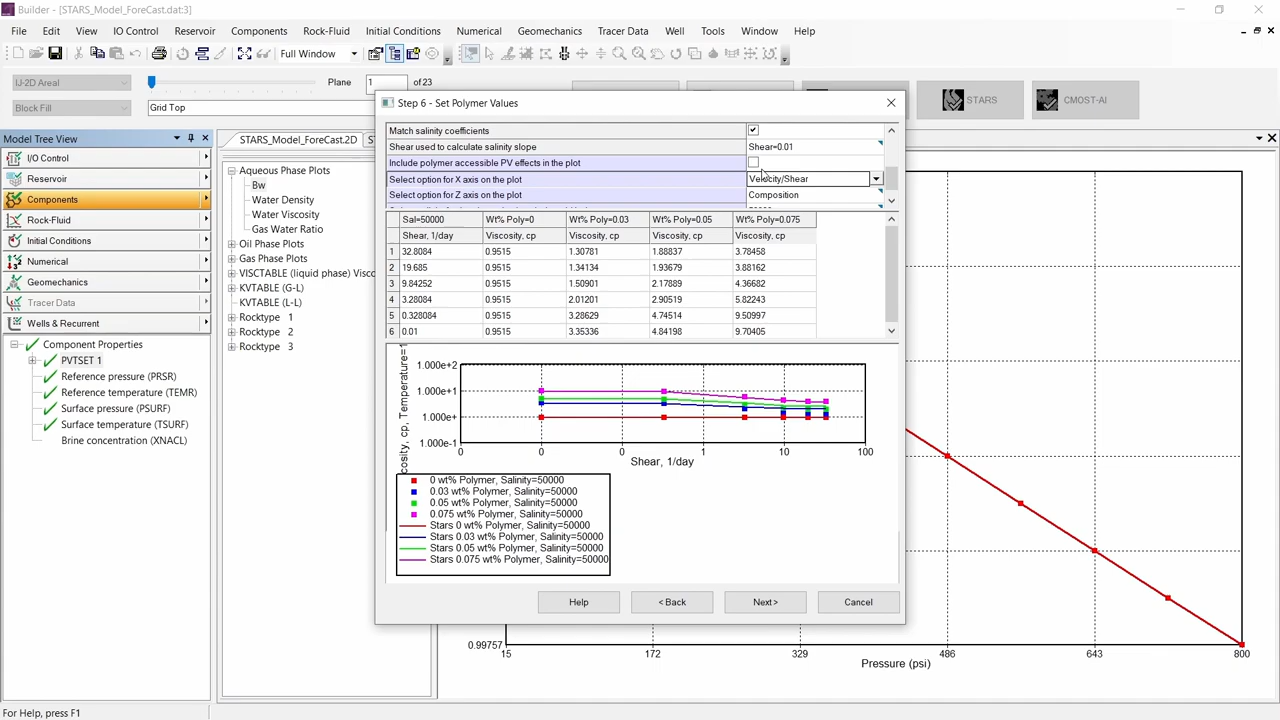 Builder - [STARS_Model_ForeCast.dat:3]
File Edit View IO Control Reservoir Components Rock-Fluid Initial Conditions Numerical Geomechanics Tracer Data Well Tools Window Help
Full Window
IJ-2D Areal Plane 1 of 23
Block Fill Grid Top
STARS CMOST-AI
Model Tree View
I/O Control
Reservoir
Components
Rock-Fluid
Initial Conditions
Numerical
Geomechanics
Tracer Data
Wells & Recurrent
Component Properties
PVTSET 1
Reference pressure (PRSR)
Reference temperature (TEMR)
Surface pressure (PSURF)
Surface temperature (TSURF)
Brine concentration (XNACL)
STARS_Model_ForeCast.2D
Aqueous Phase Plots
Bw
Water Density
Water Viscosity
Gas Water Ratio
Oil Phase Plots
Gas Phase Plots
VISCTABLE (liquid phase) Visco
KVTABLE (G-L)
KVTABLE (L-L)
Rocktype 1
Rocktype 2
Rocktype 3
Step 6 - Set Polymer Values
Match salinity coefficients
Shear used to calculate salinity slope Shear=0.01
Include polymer accessible PV effects in the plot
Select option for X axis on the plot Velocity/Shear
Select option for Z axis on the plot Composition
Sal=50000 Wt% Poly=0 Wt% Poly=0.03 Wt% Poly=0.05 Wt% Poly=0.075
Shear, 1/day Viscosity, cp Viscosity, cp Viscosity, cp Viscosity, cp
1 32.8084 0.9515 1.30781 1.88837 3.78458
2 19.685 0.9515 1.34134 1.93679 3.88162
3 9.84252 0.9515 1.50901 2.17889 4.36682
4 3.28084 0.9515 2.01201 2.90519 5.82243
5 0.328084 0.9515 3.28629 4.74514 9.50997
6 0.01 0.9515 3.35336 4.84198 9.70405
cosity, cp, Temperature=
1.000e+2
1.000e+1
1.000e+
1.000e-1
0 0 0 1 10 100
Shear, 1/day
0 wt% Polymer, Salinity=50000
0.03 wt% Polymer, Salinity=50000
0.05 wt% Polymer, Salinity=50000
0.075 wt% Polymer, Salinity=50000
Stars 0 wt% Polymer, Salinity=50000
Stars 0.03 wt% Polymer, Salinity=50000
Stars 0.05 wt% Polymer, Salinity=50000
Stars 0.075 wt% Polymer, Salinity=50000
Help < Back Next > Cancel
0.99757
15 172 329 486 643 800
Pressure (psi)
For Help, press F1